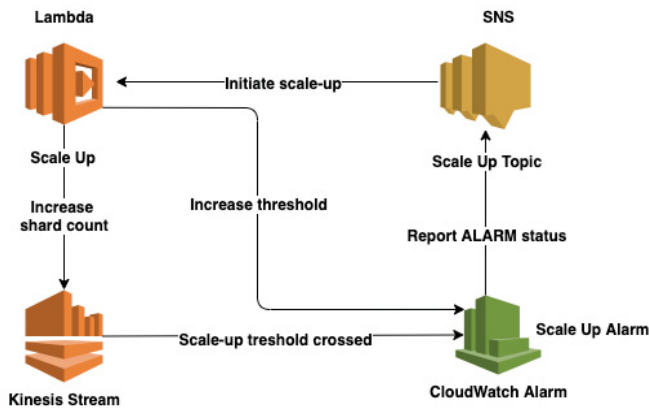 Lambda
SNS
Initiate scale-up
Scale Up
Scale Up Topic
Increase
shard count
Increase threshold
Report ALARM status
Scale-up treshold crossed
Scale Up Alarm
Kinesis Stream
CloudWatch Alarm